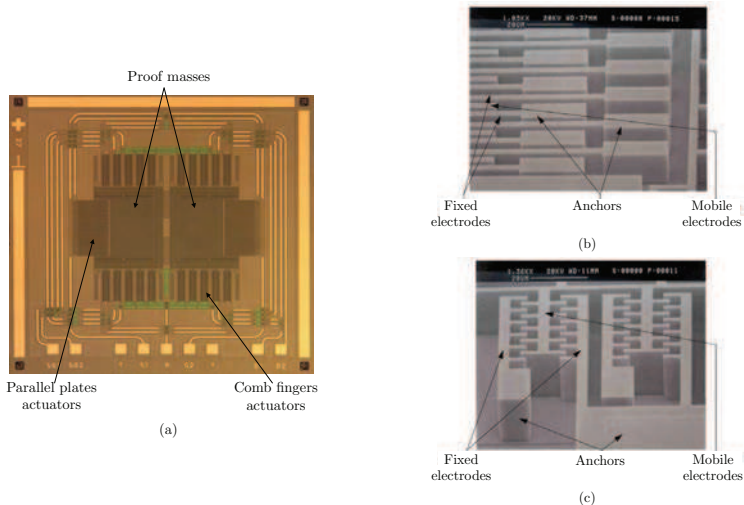 Proof masses
Parallel plates
actuators
Comb fingers
actuators
(a)
Fixed
electrodes
Anchors
Mobile
electrodes
(b)
Fixed
electrodes
Anchors
Mobile
electrodes
(c)